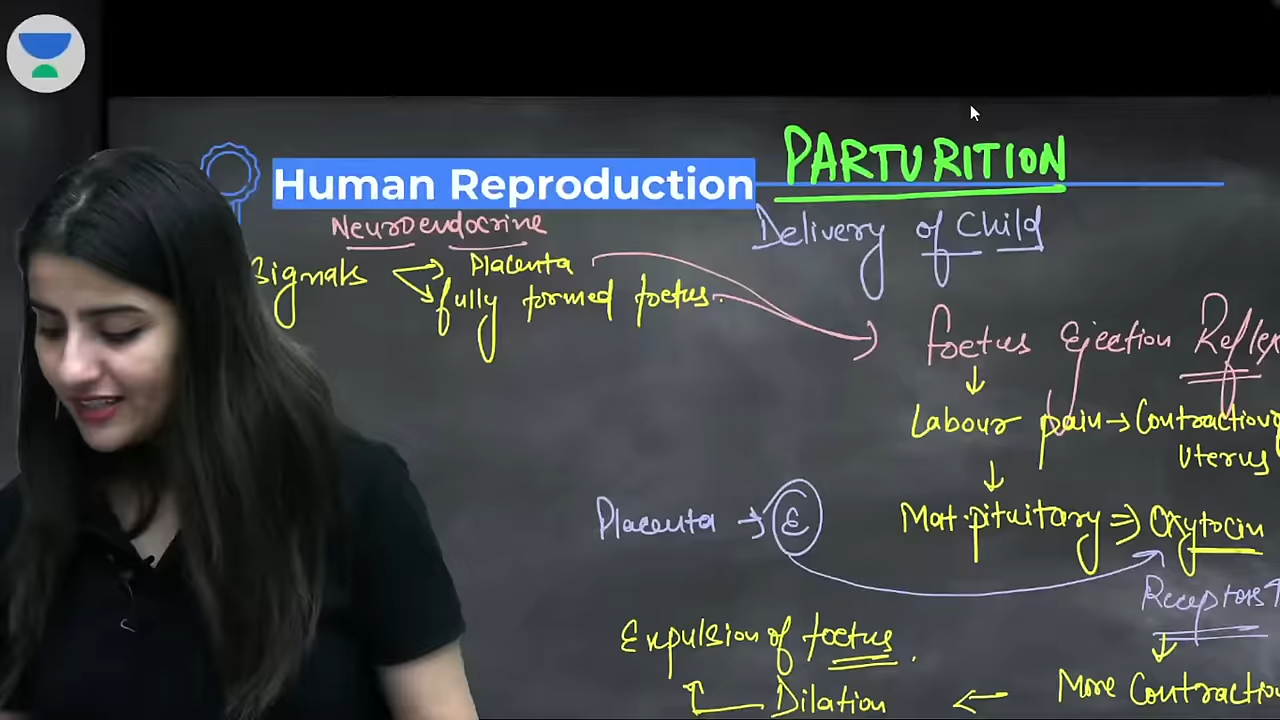 PARTURITION
Human Reproduction
Neuroendocrine
Delivery of Child
Signals → Placenta
→ fully formed foetus.
Foetus Ejection Reflex
↓
Labour pain → Contraction
Uterus
↓
Placenta → E
Mat. pituitary ⇒ Oxytocin
Receptors ↑
↓
Expulsion of foetus.
Dilation ← More Contractio